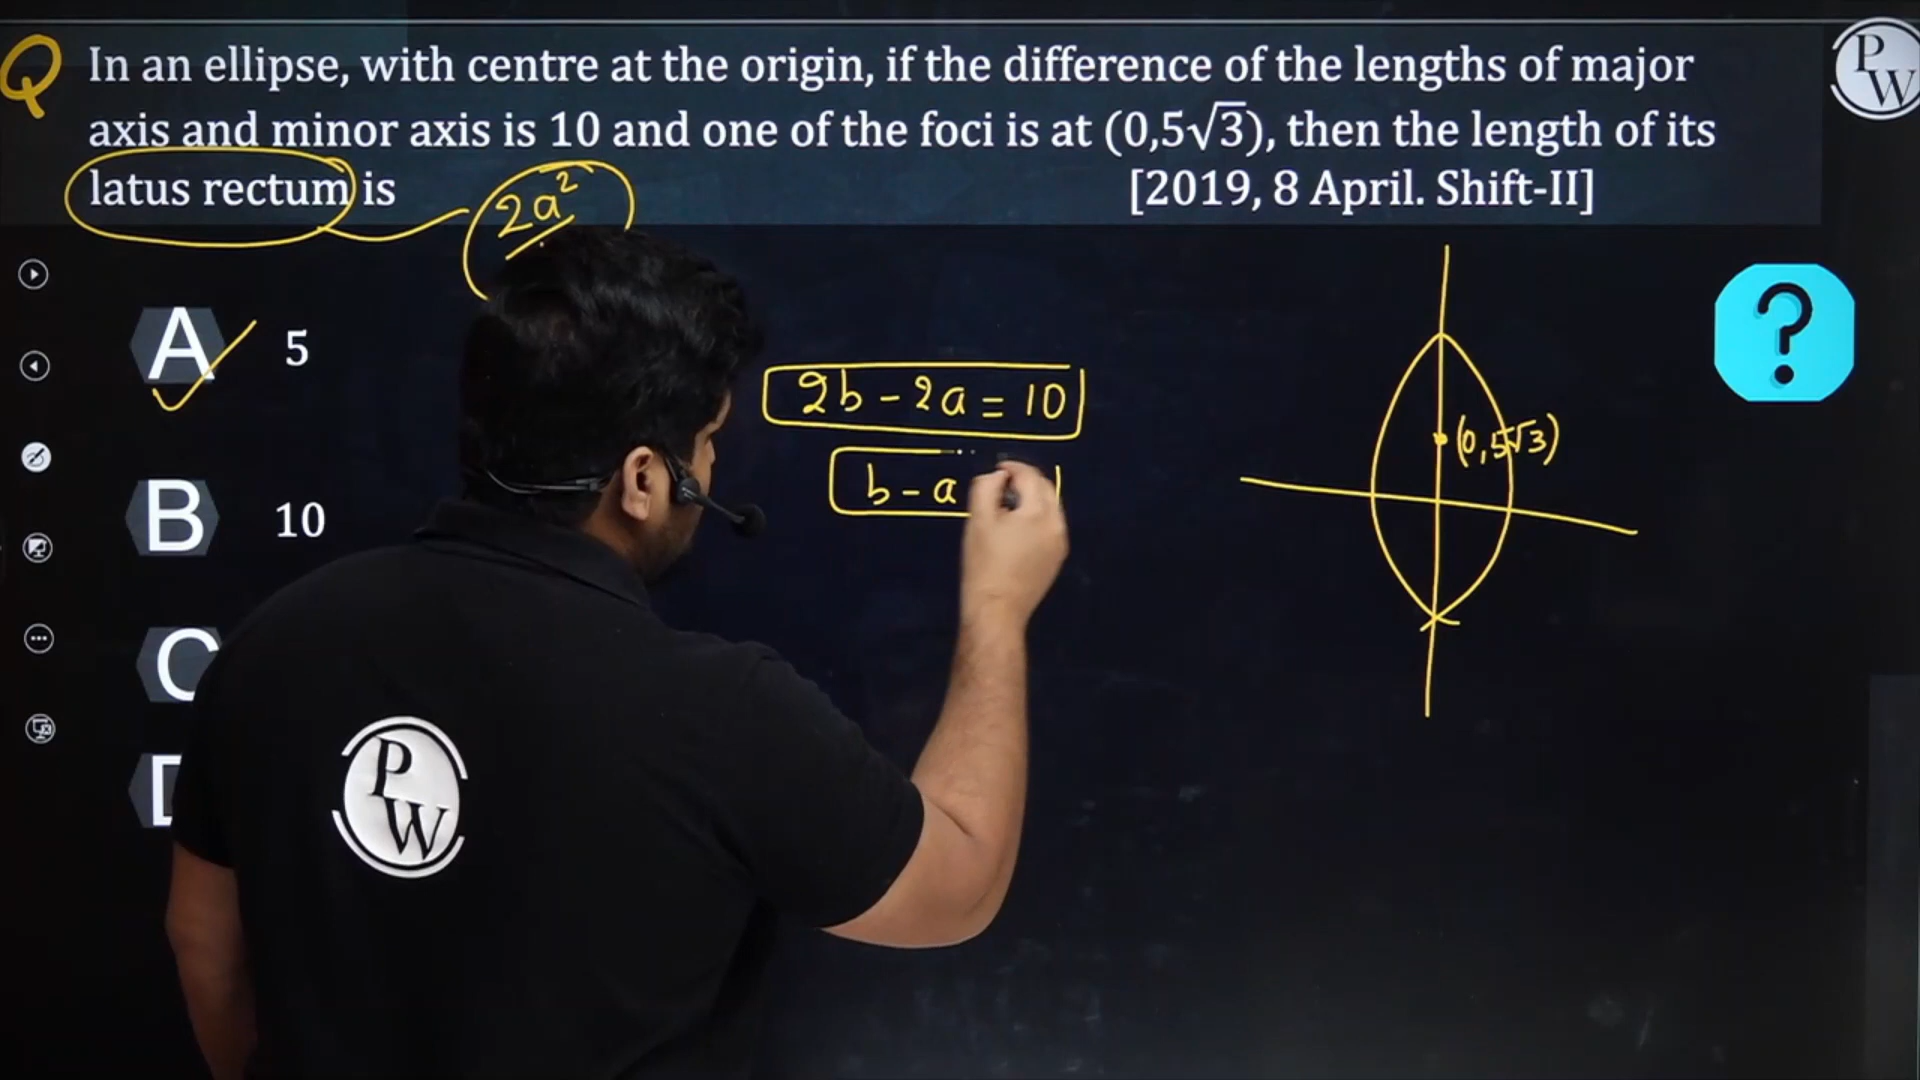 Q In an ellipse, with centre at the origin, if the difference of the lengths of major
axis and minor axis is 10 and one of the foci is at (0,5√3), then the length of its
latus rectum is [2019, 8 April. Shift-II]
2a²
A 5
B 10
C
D
2b - 2a = 10
b - a
(0, 5√3)
?
PW
PW